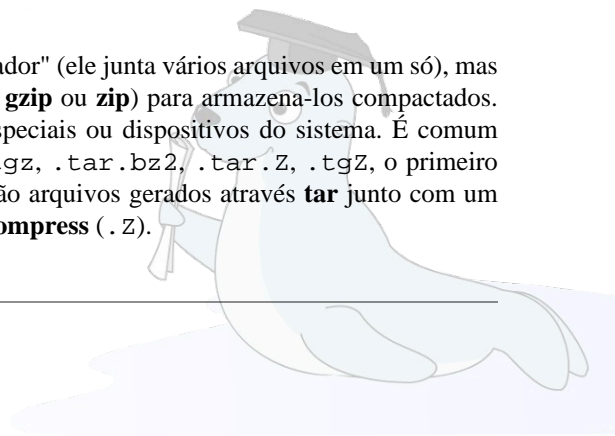 ador" (ele junta vários arquivos em um só), mas
gzip ou zip) para armazena-los compactados.
speciais ou dispositivos do sistema. É comum
gz, .tar.bz2, .tar.Z, .tgZ, o primeiro
ão arquivos gerados através tar junto com um
ompress (.Z).